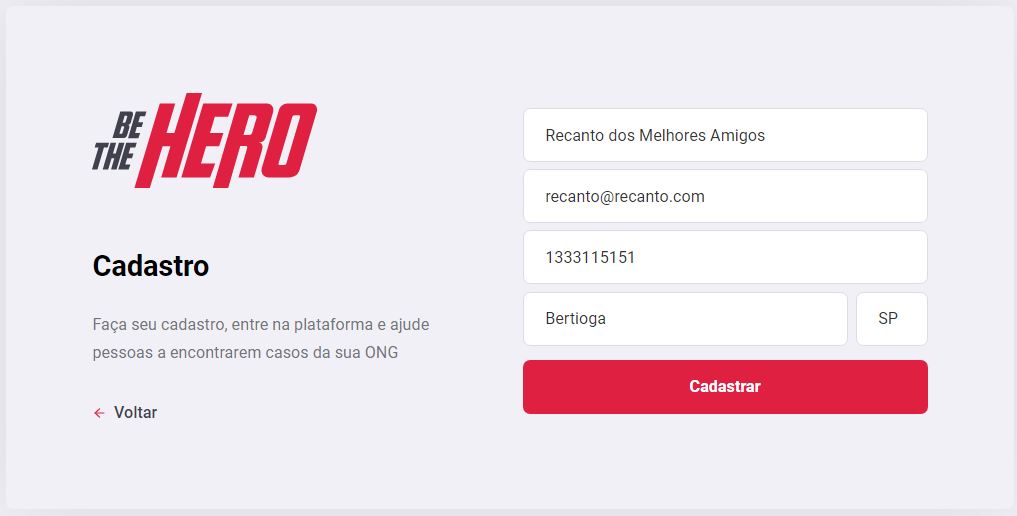 BE
THE HERO
Cadastro
Faça seu cadastro, entre na plataforma e ajude
pessoas a encontrarem casos da sua ONG
Voltar
Recanto dos Melhores Amigos
recanto@recanto.com
1333115151
Bertioga SP
Cadastrar